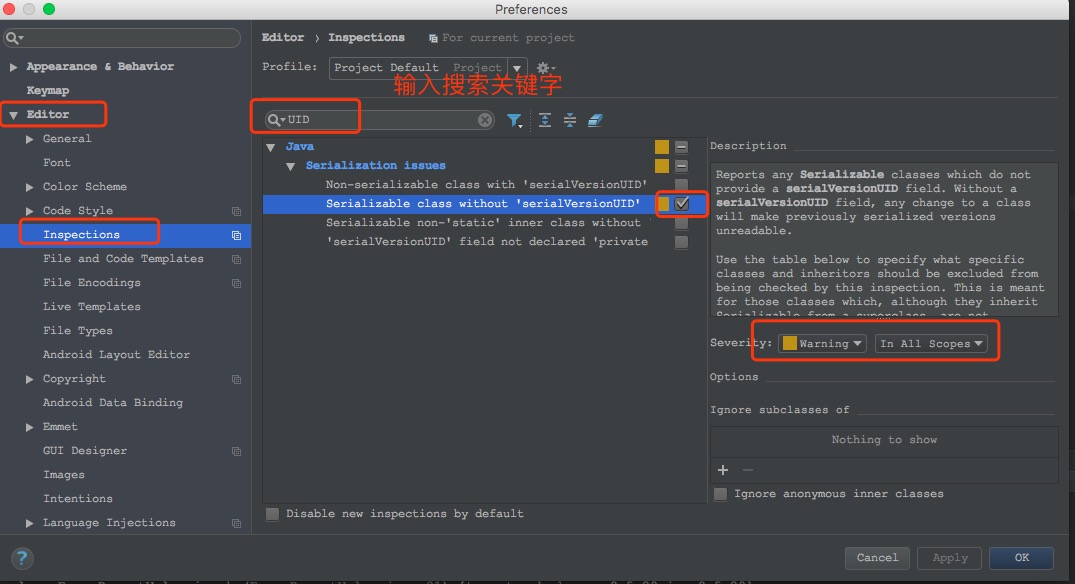 Preferences
Appearance & Behavior
Keymap
Editor
General
Font
Color Scheme
Code Style
Inspections
File and Code Templates
File Encodings
Live Templates
File Types
Android Layout Editor
Copyright
Android Data Binding
Emmet
GUI Designer
Images
Intentions
Language Injections
Editor › Inspections For current project
Profile: Project Default Project
输入搜索关键字
UID
Java
Serialization issues
Non-serializable class with 'serialVersionUID'
Serializable class without 'serialVersionUID'
Serializable non-'static' inner class without
'serialVersionUID' field not declared 'private
Disable new inspections by default
Description
Reports any Serializable classes which do not
provide a serialVersionUID field. Without a
serialVersionUID field, any change to a class
will make previously serialized versions
unreadable.
Use the table below to specify what specific
classes and inheritors should be excluded from
being checked by this inspection. This is meant
for those classes which, although they inherit
Serializable from a superclass, are not
Severity: Warning In All Scopes
Options
Ignore subclasses of
Nothing to show
Ignore anonymous inner classes
?
Cancel Apply OK